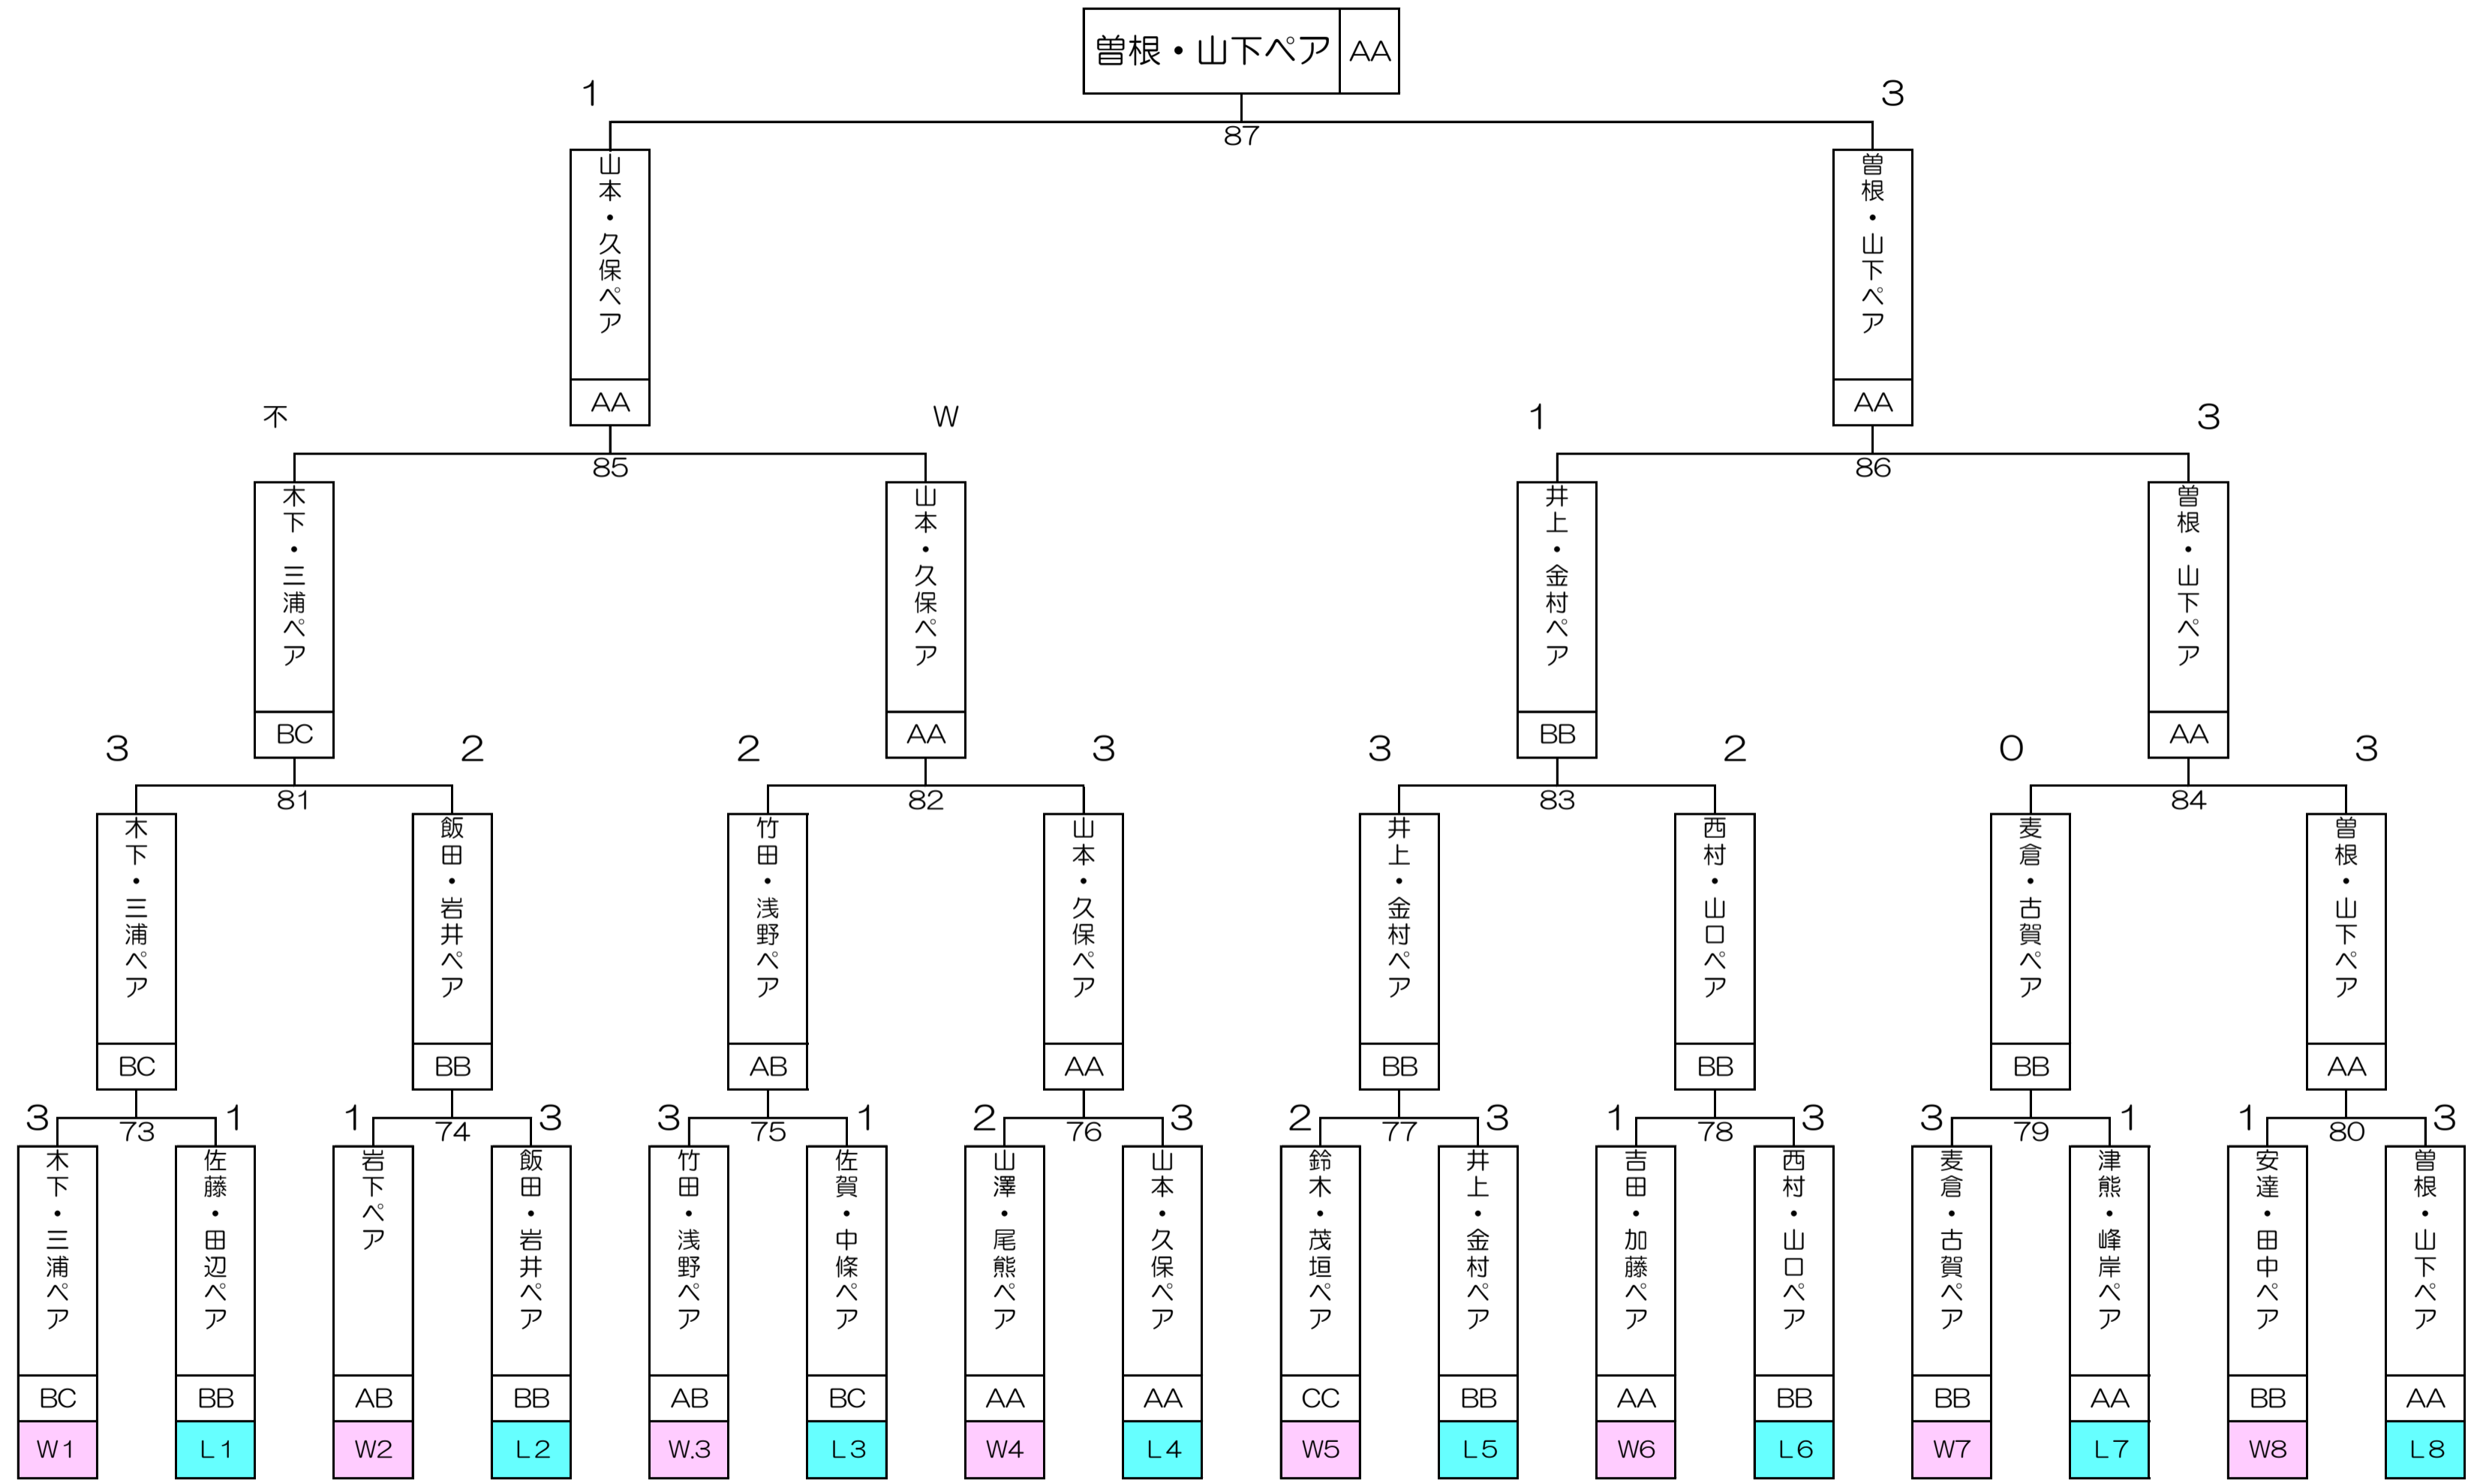 曽根・山下ペア AA
1 3
87
山本・久保ペア 曽根・山下ペア
AA AA
不 W 1 3
85 86
木下・三浦ペア 山本・久保ペア 井上・金村ペア 曽根・山下ペア
BC AA BB AA
3 2 2 3 3 2 0 3
81 82 83 84
木下・三浦ペア 飯田・岩井ペア 竹田・浅野ペア 山本・久保ペア 井上・金村ペア 西村・山口ペア 麦倉・古賀ペア 曽根・山下ペア
BC BB AB AA BB BB BB AA
3 1 1 3 3 1 2 3 2 3 1 3 3 1 1 3
73 74 75 76 77 78 79 80
木下・三浦ペア 佐藤・田辺ペア 岩下ペア 飯田・岩井ペア 竹田・浅野ペア 佐賀・中條ペア 山澤・尾熊ペア 山本・久保ペア 鈴木・茂垣ペア 井上・金村ペア 吉田・加藤ペア 西村・山口ペア 麦倉・古賀ペア 津熊・峰岸ペア 安達・田中ペア 曽根・山下ペア
BC BB AB BB AB BC AA AA CC BB AA BB BB AA BB AA
W1 L1 W2 L2 W.3 L3 W4 L4 W5 L5 W6 L6 W7 L7 W8 L8